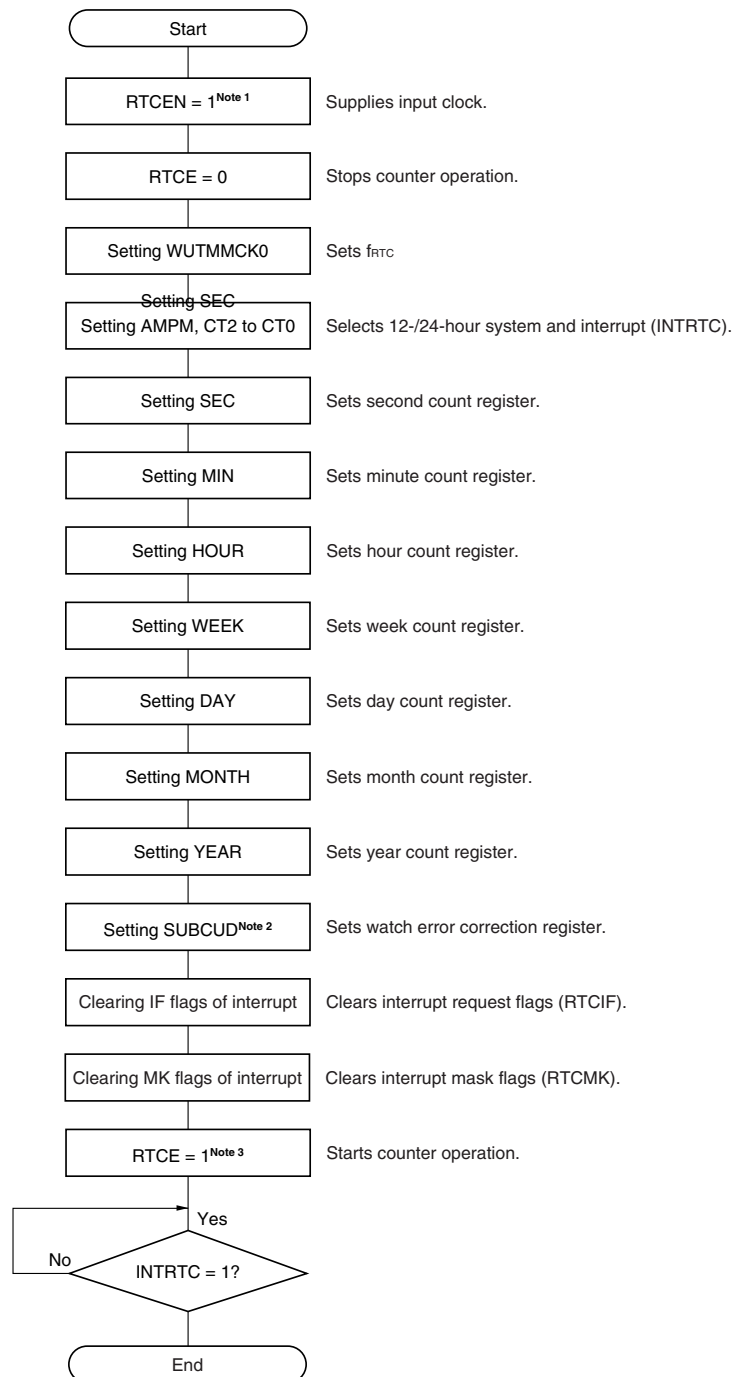 Start
RTCEN = 1Note 1
Supplies input clock.
RTCE = 0
Stops counter operation.
Setting WUTMMCK0
Sets fRTC
Setting SEC
Setting AMPM, CT2 to CT0
Selects 12-/24-hour system and interrupt (INTRTC).
Setting SEC
Sets second count register.
Setting MIN
Sets minute count register.
Setting HOUR
Sets hour count register.
Setting WEEK
Sets week count register.
Setting DAY
Sets day count register.
Setting MONTH
Sets month count register.
Setting YEAR
Sets year count register.
Setting SUBCUDNote 2
Sets watch error correction register.
Clearing IF flags of interrupt
Clears interrupt request flags (RTCIF).
Clearing MK flags of interrupt
Clears interrupt mask flags (RTCMK).
RTCE = 1Note 3
Starts counter operation.
Yes
No
INTRTC = 1?
End